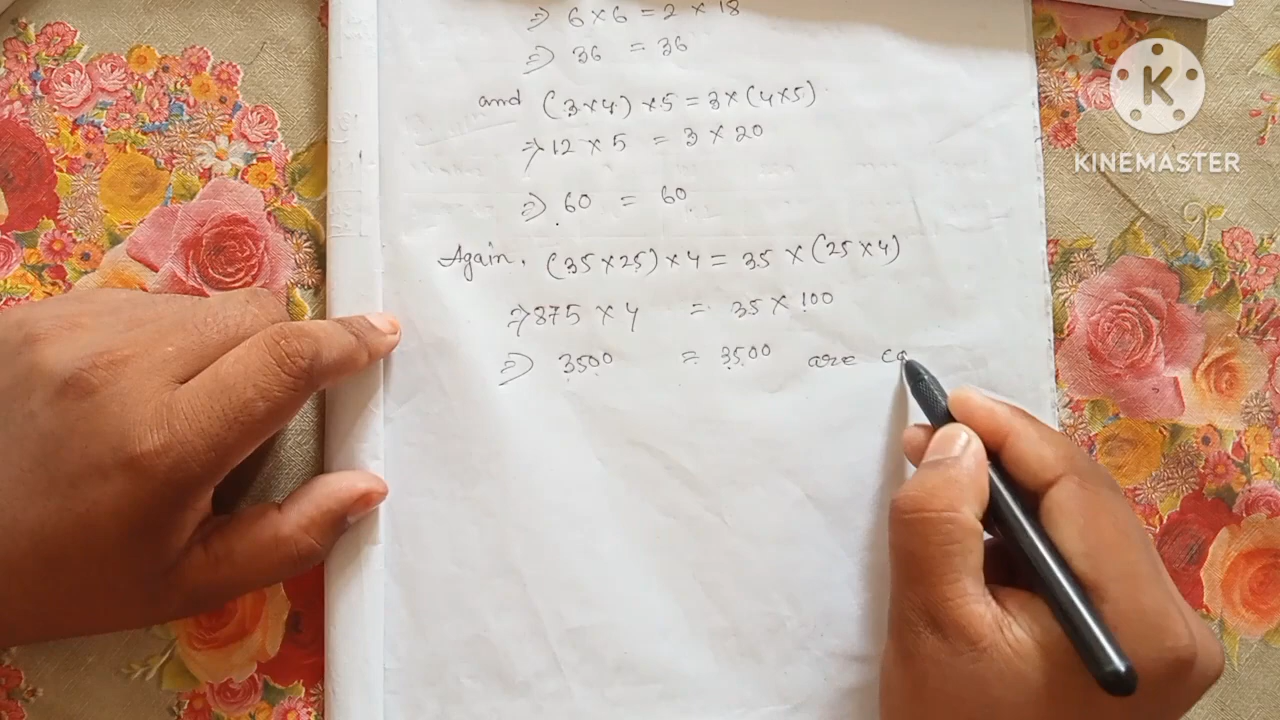 ⇒ 6 × 6 = 2 × 18
⇒ 36 = 36
and (3×4) × 5 = 3 × (4×5)
⇒ 12 × 5 = 3 × 20
⇒ 60 = 60
Again, (35×25) × 4 = 35 × (25×4)
⇒ 875 × 4 = 35 × 100
⇒ 3500 = 3500 are
K
KINEMASTER